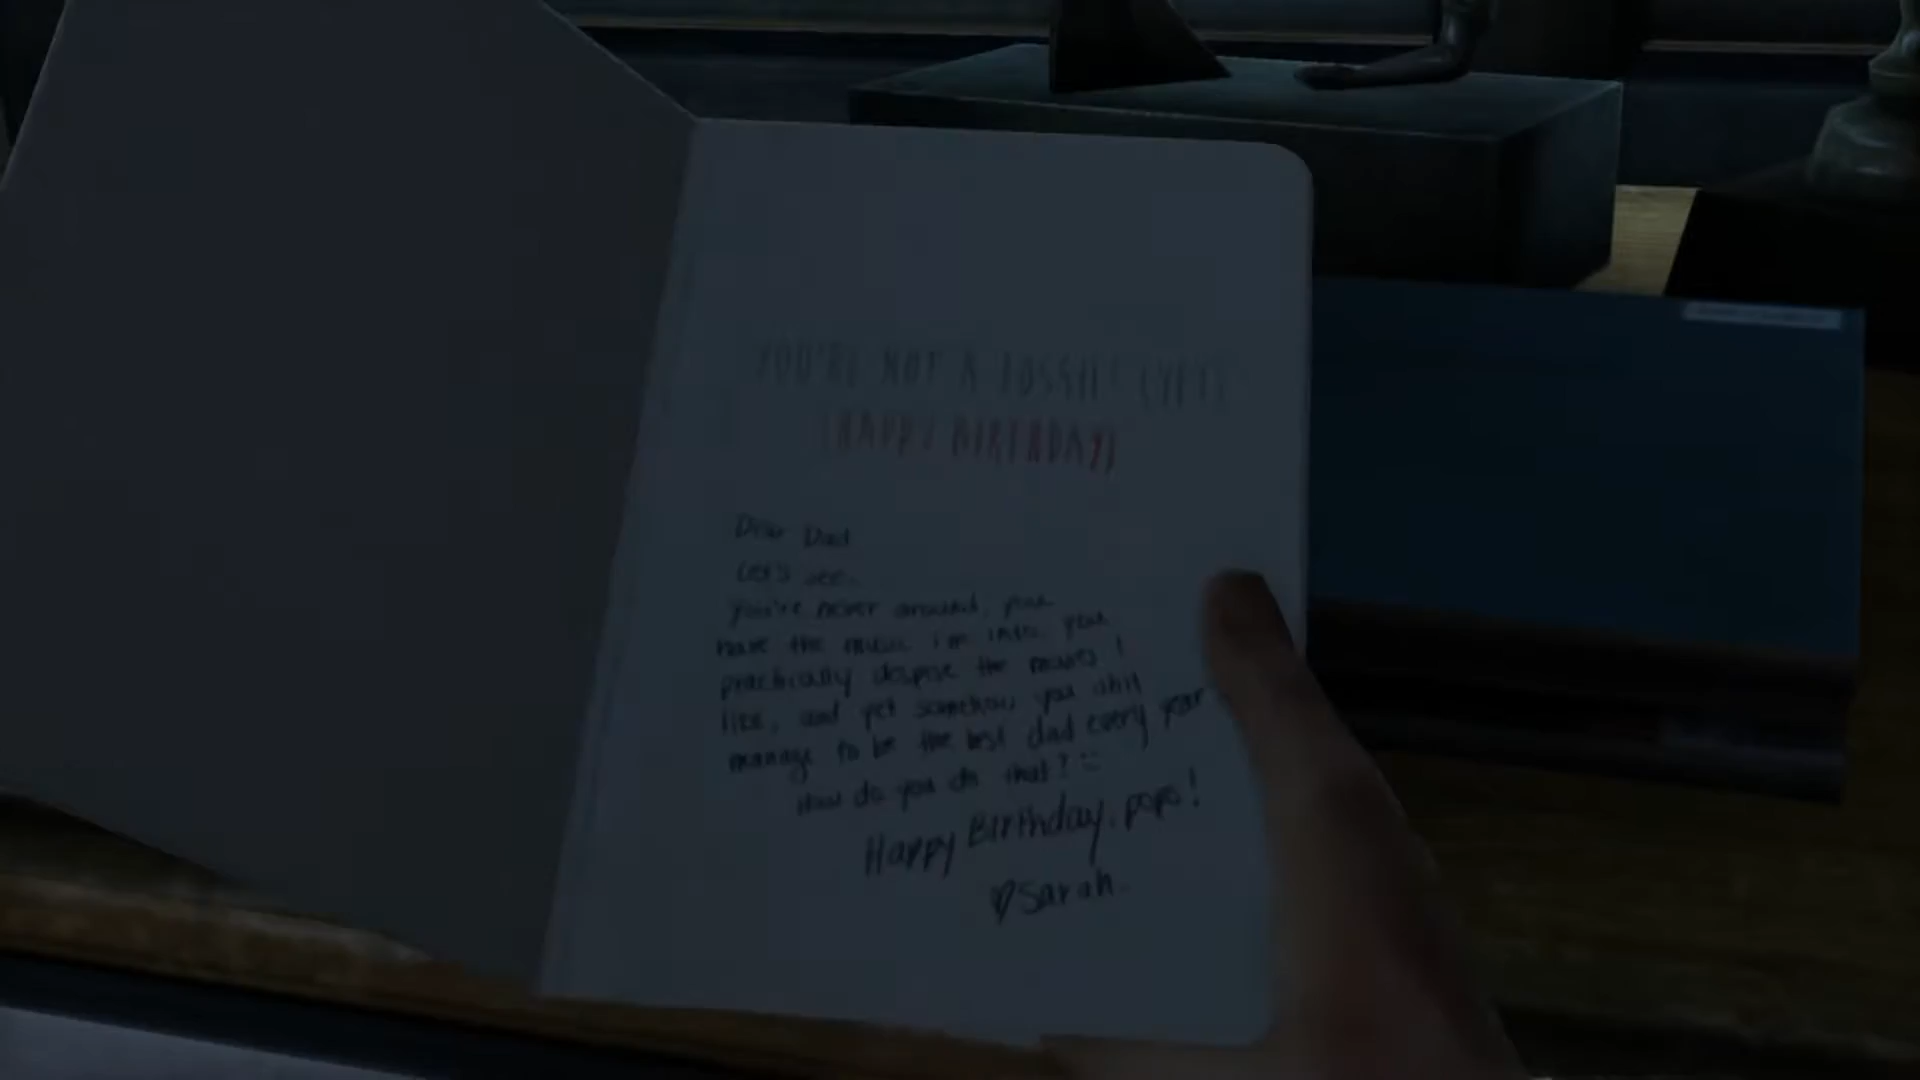 YOU'RE NOT A FOSSIL! (YET)
HAPPY BIRTHDAY!
Dear Dad
Let's see.
You're never around, you
hate the music I'm into, you
practically despise the movies I
like, and yet somehow you still
manage to be the best dad every year
How do you do that? :)
Happy Birthday, pops!
♡Sarah.